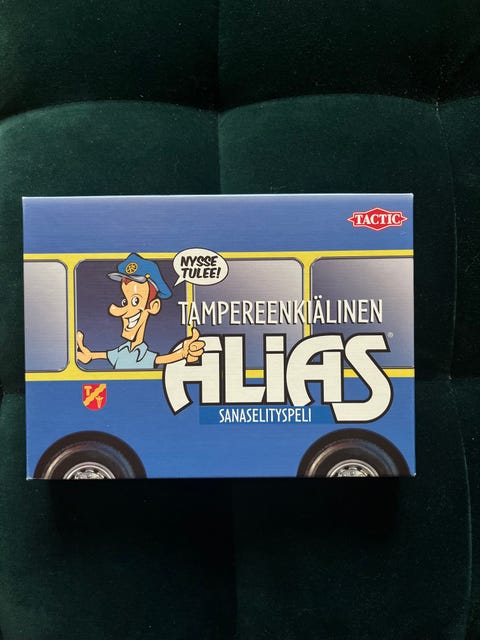 TACTIC
NYSSE
TULEE!
TAMPEREENKIÄLINEN
ALIAS®
SANASELITYSPELI